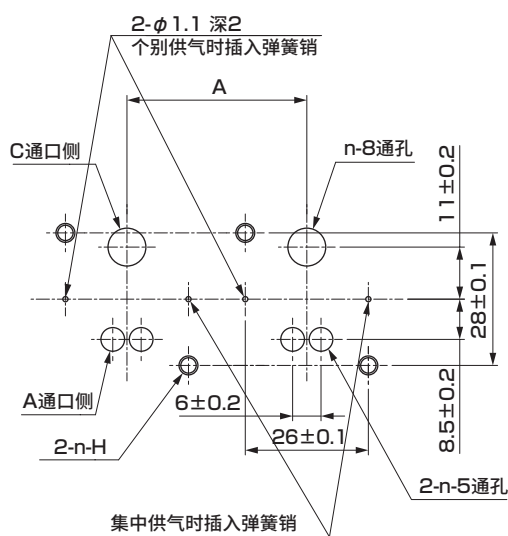 2-φ1.1 深2
个别供气时插入弹簧销
A
C通口侧
n-8通孔
11±0.2
28±0.1
8.5±0.2
A通口侧
6±0.2
26±0.1
2-n-H
2-n-5通孔
集中供气时插入弹簧销